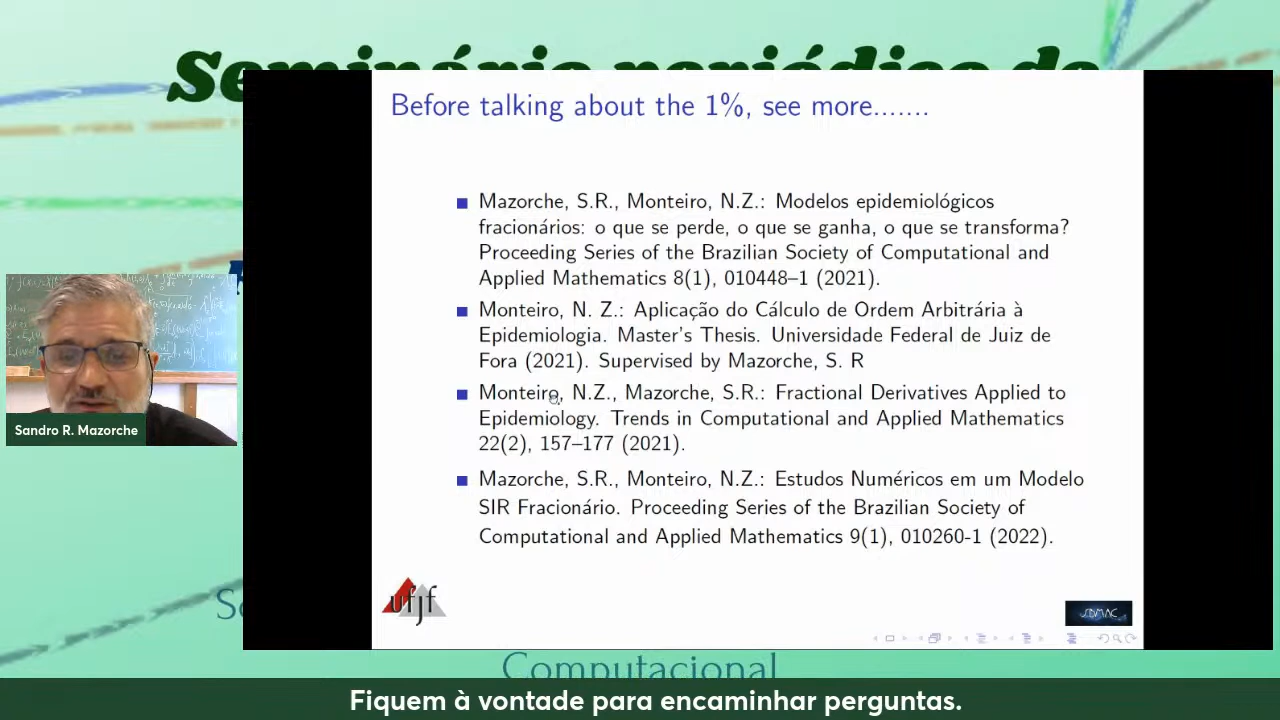 Seminário periódico de
Before talking about the 1%, see more.......
Mazorche, S.R., Monteiro, N.Z.: Modelos epidemiológicos
fracionários: o que se perde, o que se ganha, o que se transforma?
Proceeding Series of the Brazilian Society of Computational and
Applied Mathematics 8(1), 010448–1 (2021).
Monteiro, N. Z.: Aplicação do Cálculo de Ordem Arbitrária à
Epidemiologia. Master's Thesis. Universidade Federal de Juiz de
Fora (2021). Supervised by Mazorche, S. R
Monteiro, N.Z., Mazorche, S.R.: Fractional Derivatives Applied to
Epidemiology. Trends in Computational and Applied Mathematics
22(2), 157–177 (2021).
Mazorche, S.R., Monteiro, N.Z.: Estudos Numéricos em um Modelo
SIR Fracionário. Proceeding Series of the Brazilian Society of
Computational and Applied Mathematics 9(1), 010260-1 (2022).
Sandro R. Mazorche
ufjf
SBMAC
Computacional
Fiquem à vontade para encaminhar perguntas.